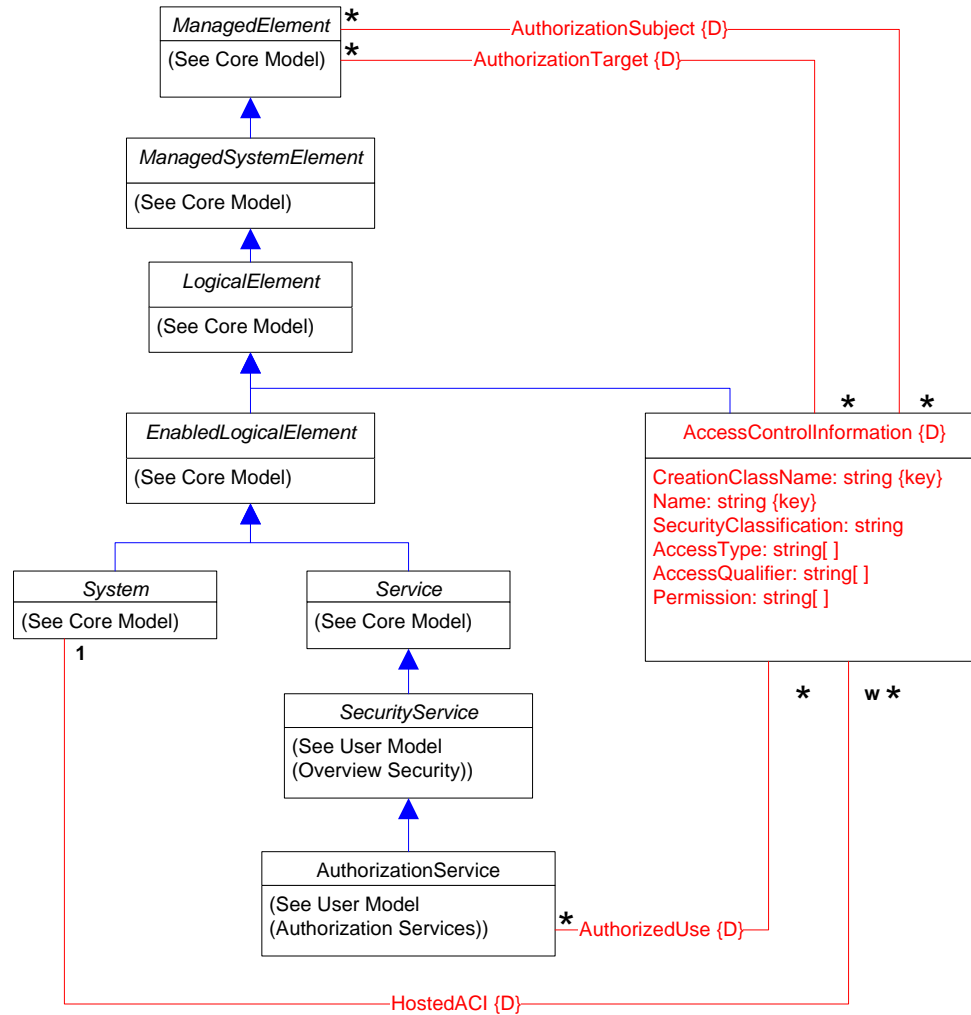 ManagedElement
(See Core Model)
*
*
AuthorizationSubject {D}
AuthorizationTarget {D}
ManagedSystemElement
(See Core Model)
LogicalElement
(See Core Model)
*
*
EnabledLogicalElement
(See Core Model)
AccessControlInformation {D}
CreationClassName: string {key}
Name: string {key}
SecurityClassification: string
AccessType: string[ ]
AccessQualifier: string[ ]
Permission: string[ ]
System
(See Core Model)
1
Service
(See Core Model)
*
w *
SecurityService
(See User Model
(Overview Security))
AuthorizationService
(See User Model
(Authorization Services))
*
AuthorizedUse {D}
HostedACI {D}